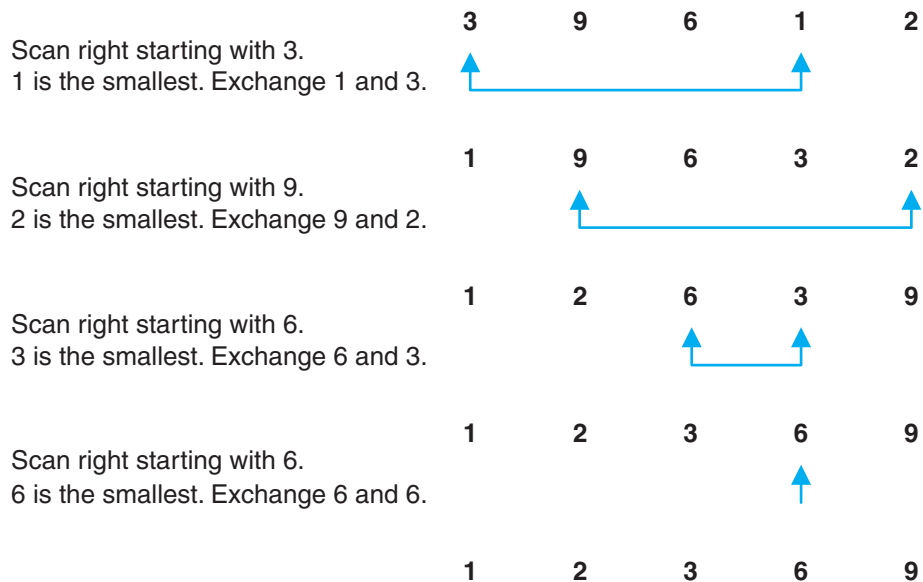 3 9 6 1 2
Scan right starting with 3.
1 is the smallest. Exchange 1 and 3.
1 9 6 3 2
Scan right starting with 9.
2 is the smallest. Exchange 9 and 2.
1 2 6 3 9
Scan right starting with 6.
3 is the smallest. Exchange 6 and 3.
1 2 3 6 9
Scan right starting with 6.
6 is the smallest. Exchange 6 and 6.
1 2 3 6 9